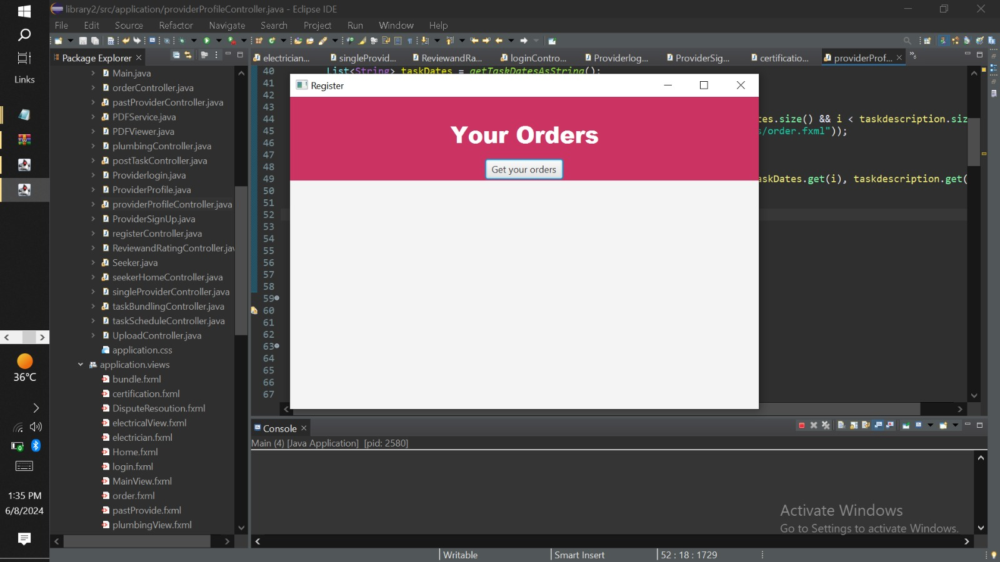 library2/src/application/providerProfileController.java - Eclipse IDE
File Edit Source Refactor Navigate Search Project Run Window Help
Links
Package Explorer
electrician... singleProvid... ReviewandRa... loginContro... Providerlog... ProviderSig... certificatio... providerProf... »6
Main.java
orderController.java
pastProviderController.java
PDFService.java
PDFViewer.java
plumbingController.java
postTaskController.java
Providerlogin.java
ProviderProfile.java
providerProfileController.java
ProviderSignUp.java
registerController.java
ReviewandRatingController.jav
Seeker.java
seekerHomeController.java
singleProviderController.java
taskBundlingController.java
taskScheduleController.java
UploadController.java
application.css
application.views
bundle.fxml
certification.fxml
DisputeResoution.fxml
electricalView.fxml
electrician.fxml
Home.fxml
login.fxml
MainView.fxml
order.fxml
pastProvide.fxml
plumbingView.fxml
40 List<String> taskDates = getTaskDatesAsString();
41
42
43
44 tes.size() && i < taskdescription.siz
45 s/order.fxml"));
46
47
48
49 askDates.get(i), taskdescription.get(
50
51
52
53
54
55
56
57
58
59
60
61
62
63
64
65
66
67
Register
Your Orders
Get your orders
Console
Main (4) [Java Application] [pid: 2580]
Activate Windows
Go to Settings to activate Windows.
Writable Smart Insert 52 : 18 : 1729
36°C
1:35 PM
6/8/2024